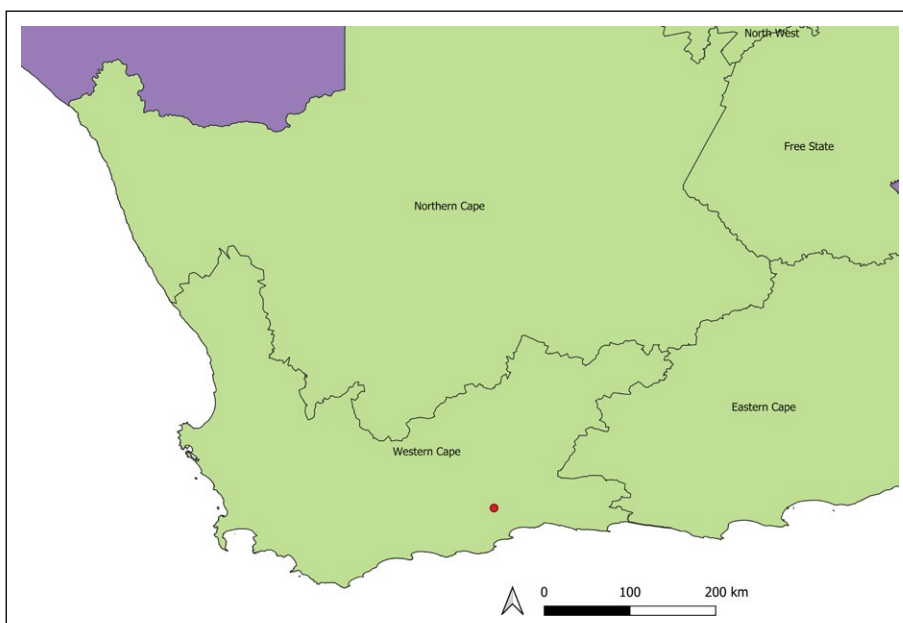 North West
Free State
Northern Cape
Eastern Cape
Western Cape
0 100 200 km